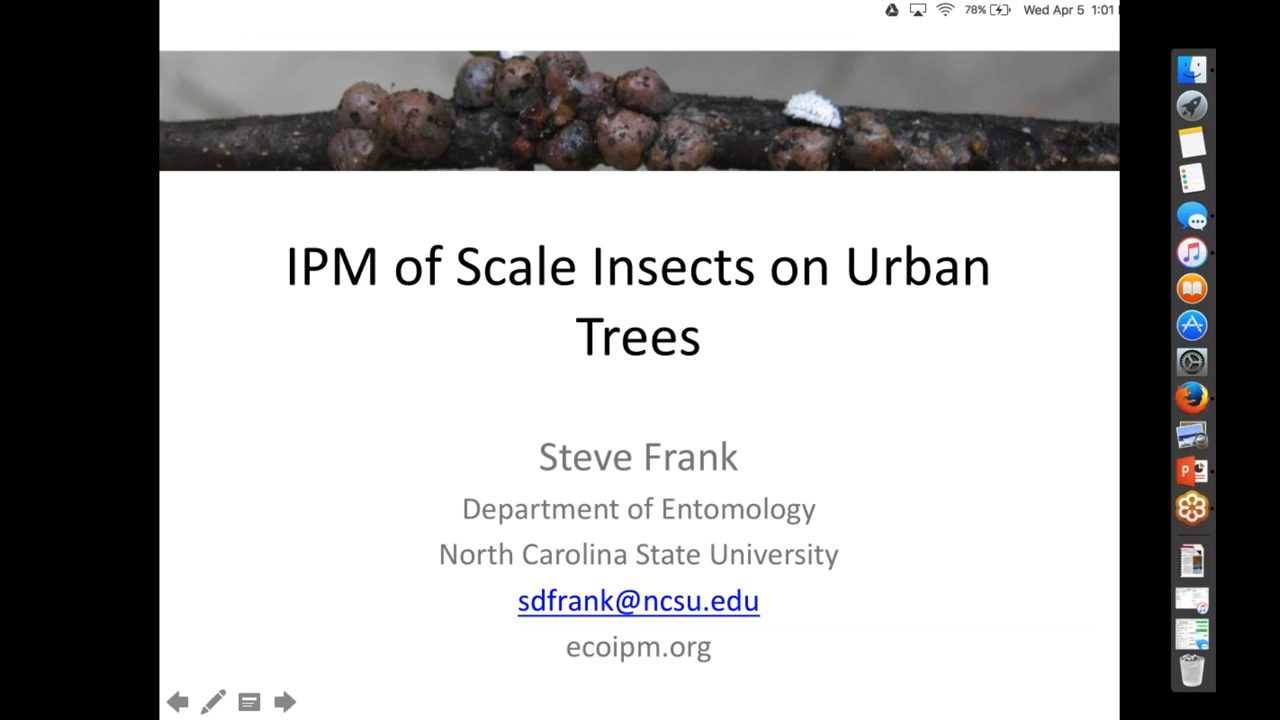 78% Wed Apr 5 1:01
IPM of Scale Insects on Urban
Trees
Steve Frank
Department of Entomology
North Carolina State University
sdfrank@ncsu.edu
ecoipm.org